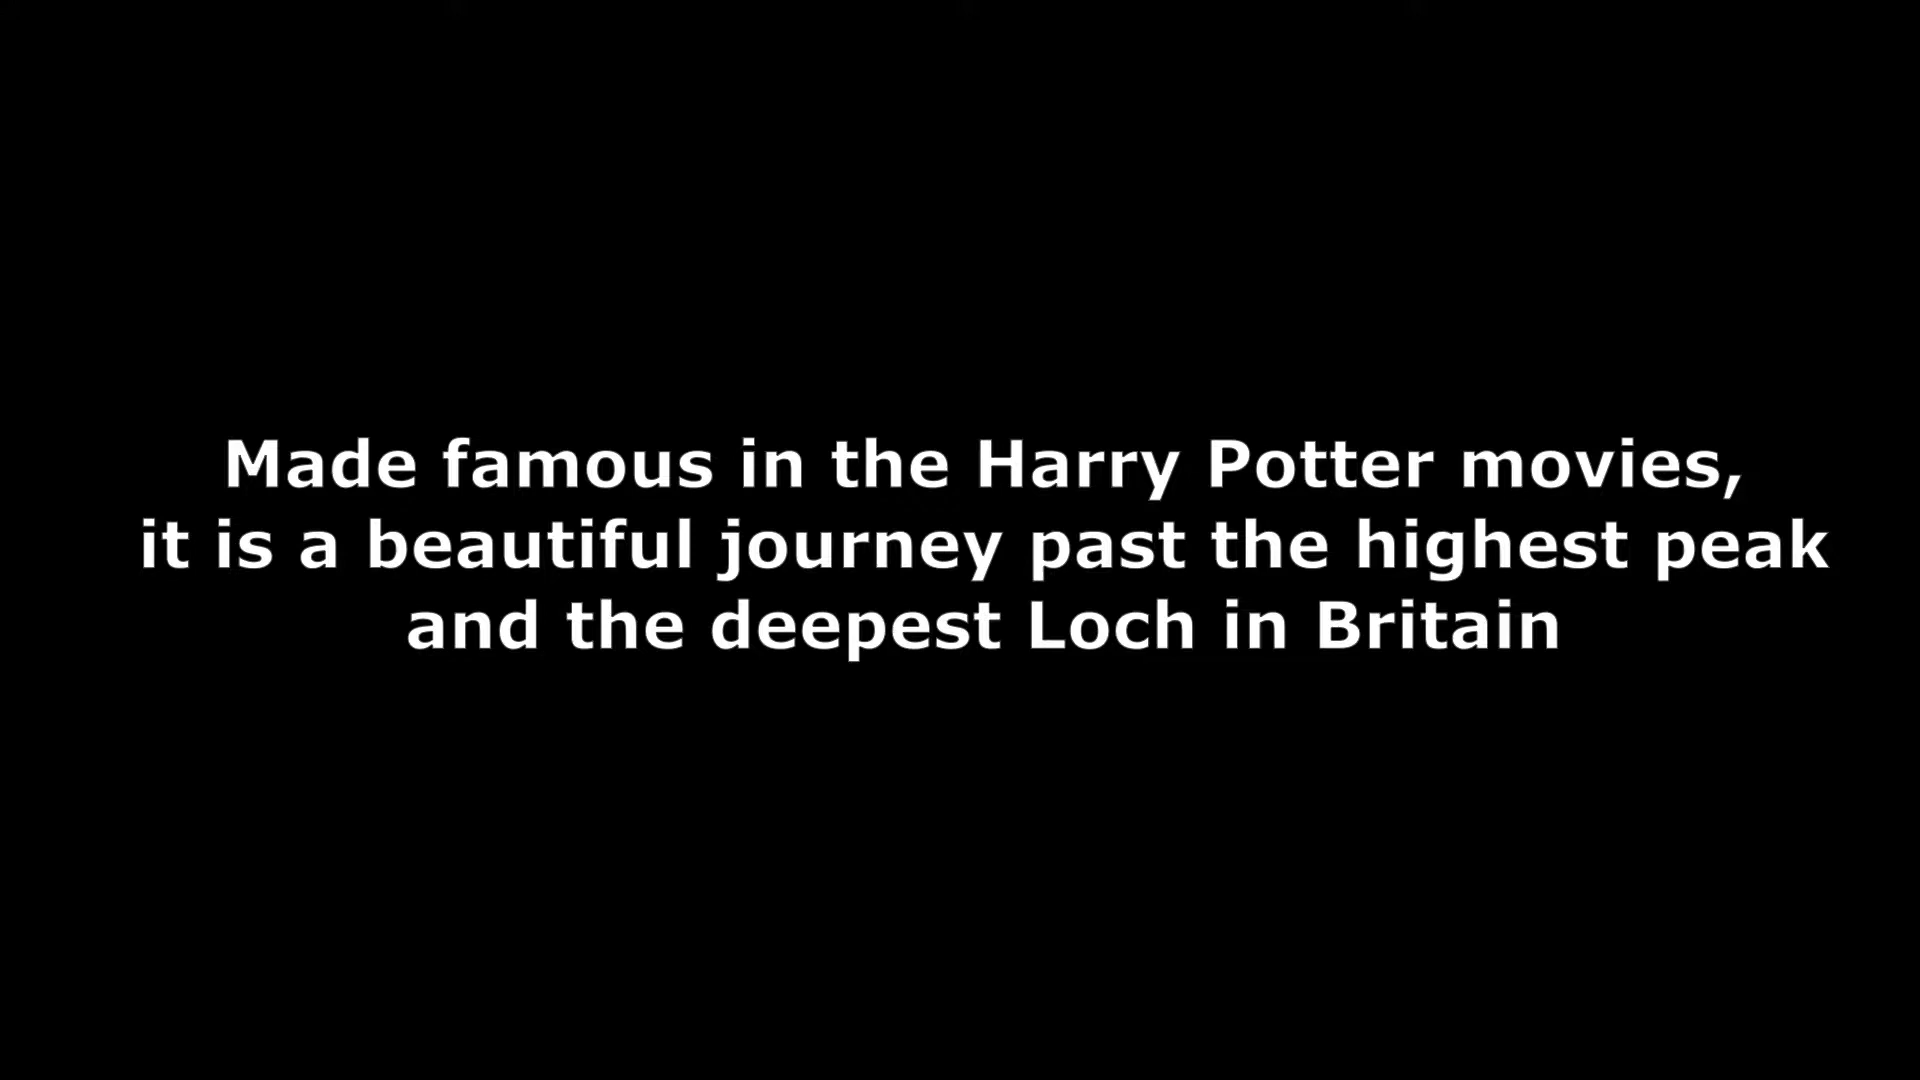 Made famous in the Harry Potter movies,
it is a beautiful journey past the highest peak
and the deepest Loch in Britain